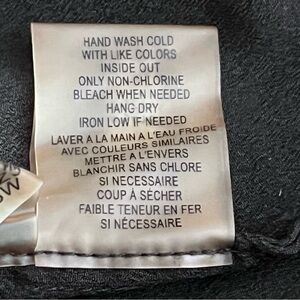 HAND WASH COLD
WITH LIKE COLORS
INSIDE OUT
ONLY NON-CHLORINE
BLEACH WHEN NEEDED
HANG DRY
IRON LOW IF NEEDED
LAVER A LA MAIN A L'EAU FROIDE
AVEC COULEURS SIMILAIRES
METTRE A L'ENVERS
BLANCHIR SANS CHLORE
SI NECESSAIRE
COUP À SÉCHER
FAIBLE TENEUR EN FER
SI NÉCESSAIRE